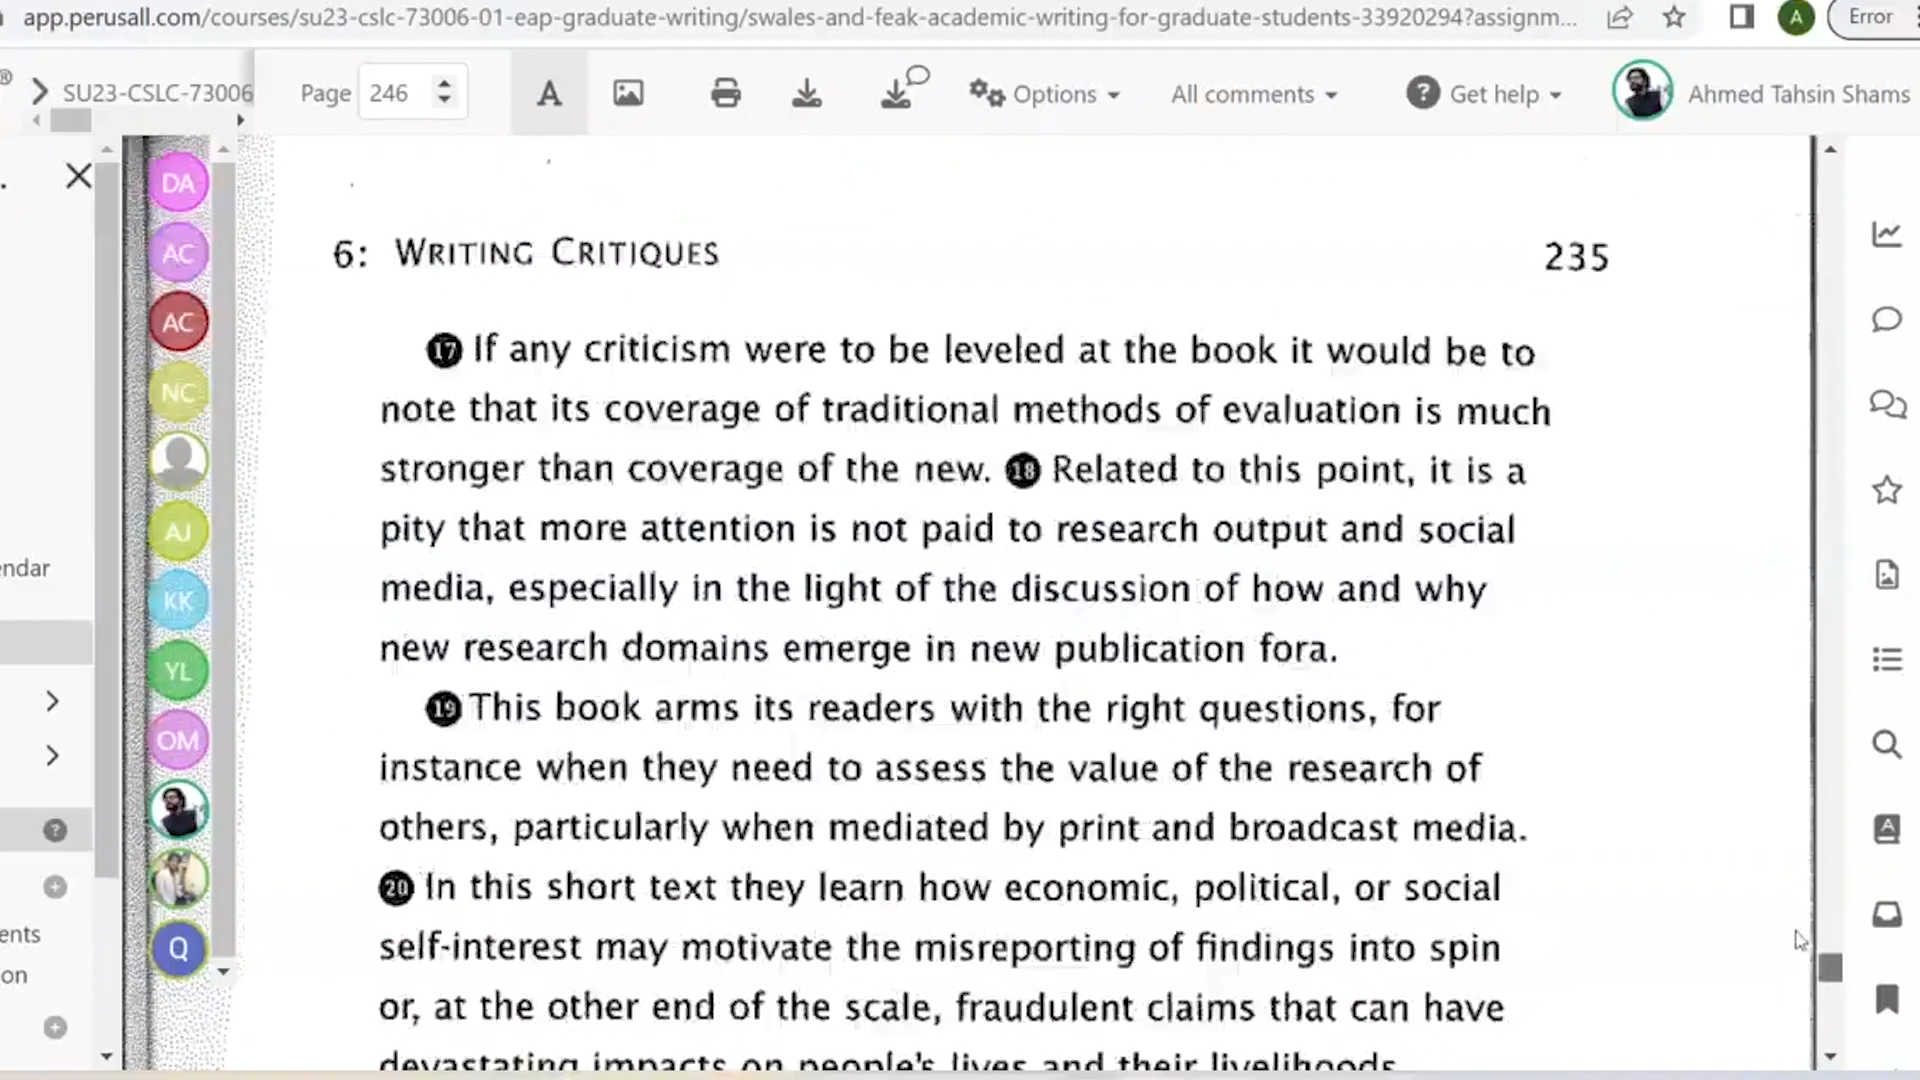 app.perusall.com/courses/su23-cslc-73006-01-eap-graduate-writing/swales-and-feak-academic-writing-for-graduate-students-33920294?assignm...
A
Error
SU23-CSLC-73006
Page 246
A
Options
All comments
? Get help
Ahmed Tahsin Shams
DA
AC
AC
NC
AJ
KK
YL
OM
Q
endar
?
ents
on
6: WRITING CRITIQUES 235
17 If any criticism were to be leveled at the book it would be to
note that its coverage of traditional methods of evaluation is much
stronger than coverage of the new. 18 Related to this point, it is a
pity that more attention is not paid to research output and social
media, especially in the light of the discussion of how and why
new research domains emerge in new publication fora.
19 This book arms its readers with the right questions, for
instance when they need to assess the value of the research of
others, particularly when mediated by print and broadcast media.
20 In this short text they learn how economic, political, or social
self-interest may motivate the misreporting of findings into spin
or, at the other end of the scale, fraudulent claims that can have
devastating impacts on people's lives and their livelihoods.